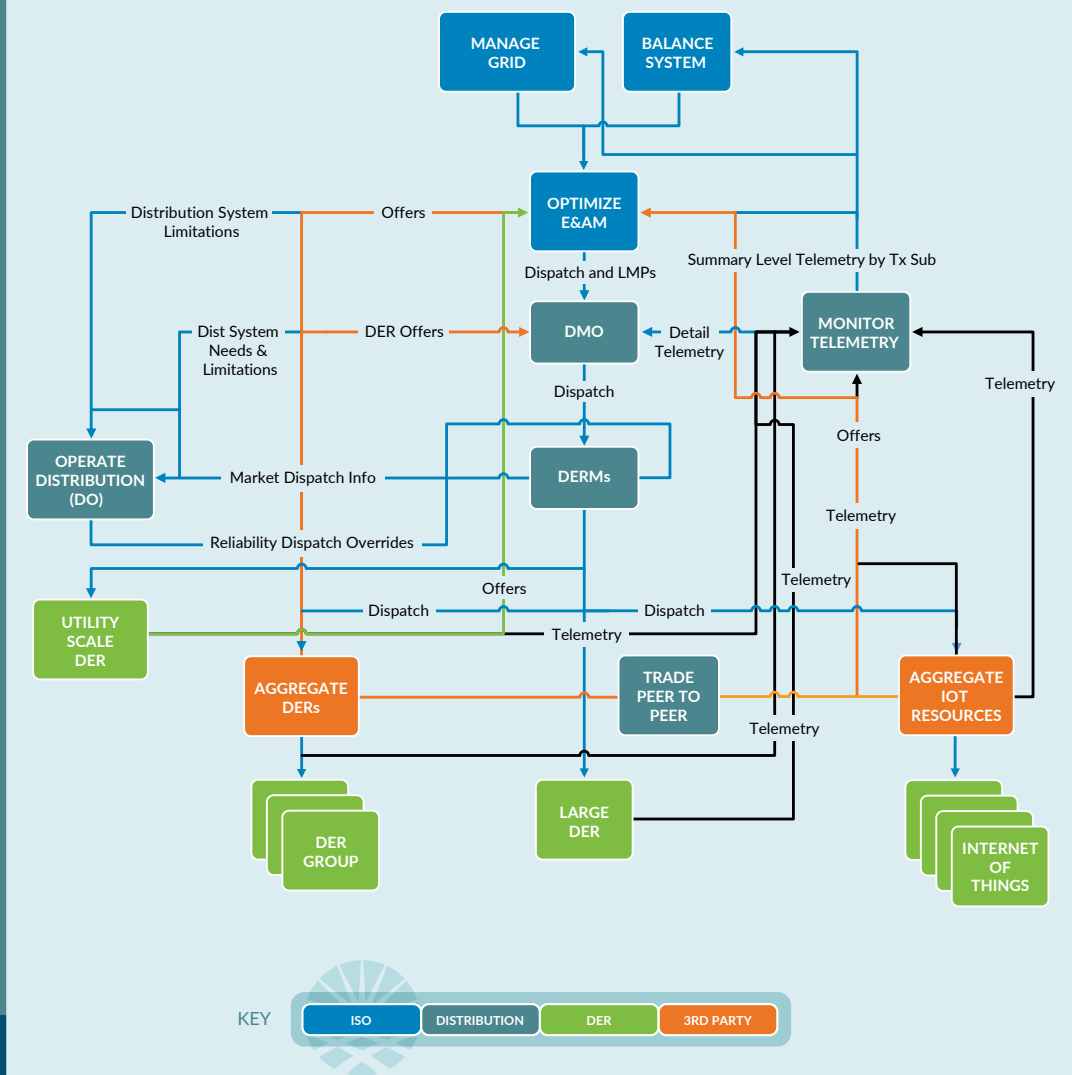 MANAGE
GRID
BALANCE
SYSTEM
OPTIMIZE
E&AM
Distribution System
Limitations
Offers
Dispatch and LMPs
Summary Level Telemetry by Tx Sub
Dist System
Needs &
Limitations
DER Offers
DMO
Detail
Telemetry
MONITOR
TELEMETRY
Telemetry
Dispatch
Offers
OPERATE
DISTRIBUTION
(DO)
Market Dispatch Info
DERMs
Telemetry
Reliability Dispatch Overrides
Offers
Telemetry
UTILITY
SCALE
DER
Dispatch
Dispatch
Telemetry
AGGREGATE
DERs
TRADE
PEER TO
PEER
AGGREGATE
IOT
RESOURCES
Telemetry
DER
GROUP
LARGE
DER
INTERNET
OF
THINGS
KEY
ISO
DISTRIBUTION
DER
3RD PARTY